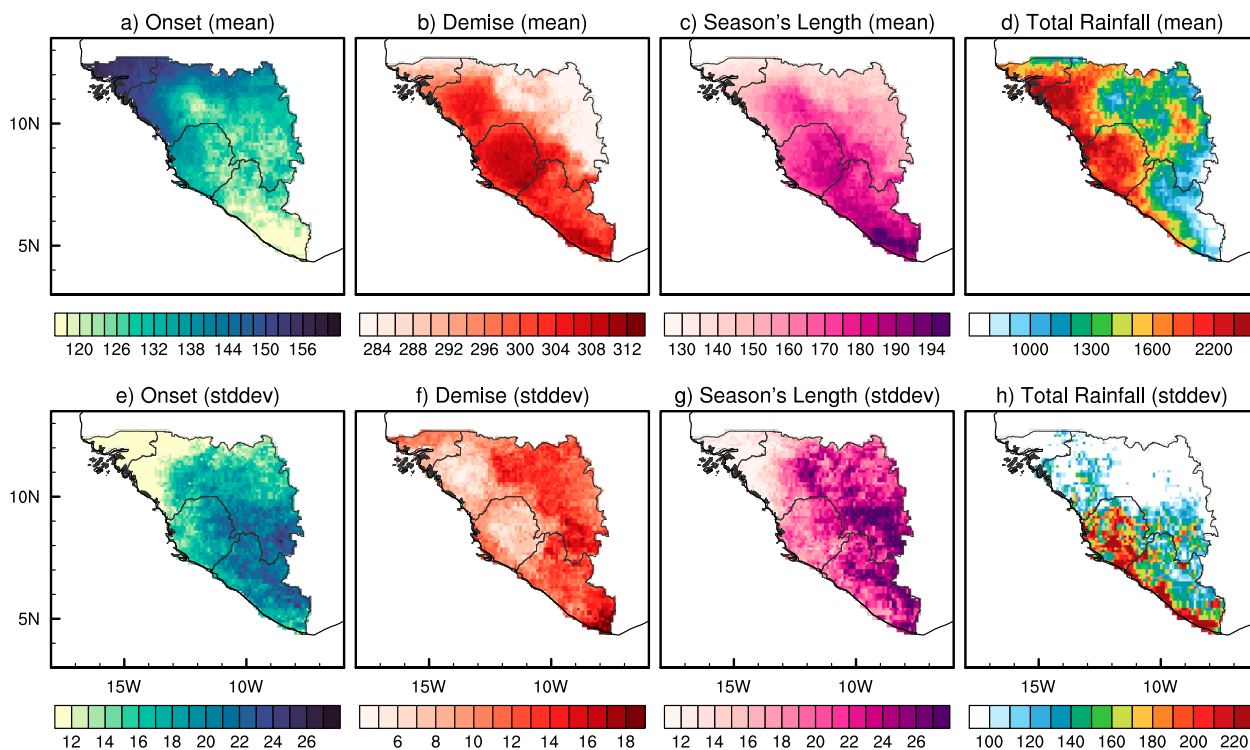 a) Onset (mean) b) Demise (mean) c) Season's Length (mean) d) Total Rainfall (mean)
10N
5N
120 126 132 138 144 150 156 284 288 292 296 300 304 308 312 130 140 150 160 170 180 190 194 1000 1300 1600 2200
e) Onset (stddev) f) Demise (stddev) g) Season's Length (stddev) h) Total Rainfall (stddev)
10N
5N
15W 10W 15W 10W 15W 10W 15W 10W
12 14 16 18 20 22 24 26 6 8 10 12 14 16 18 12 14 16 18 20 22 24 26 100 120 140 160 180 200 220